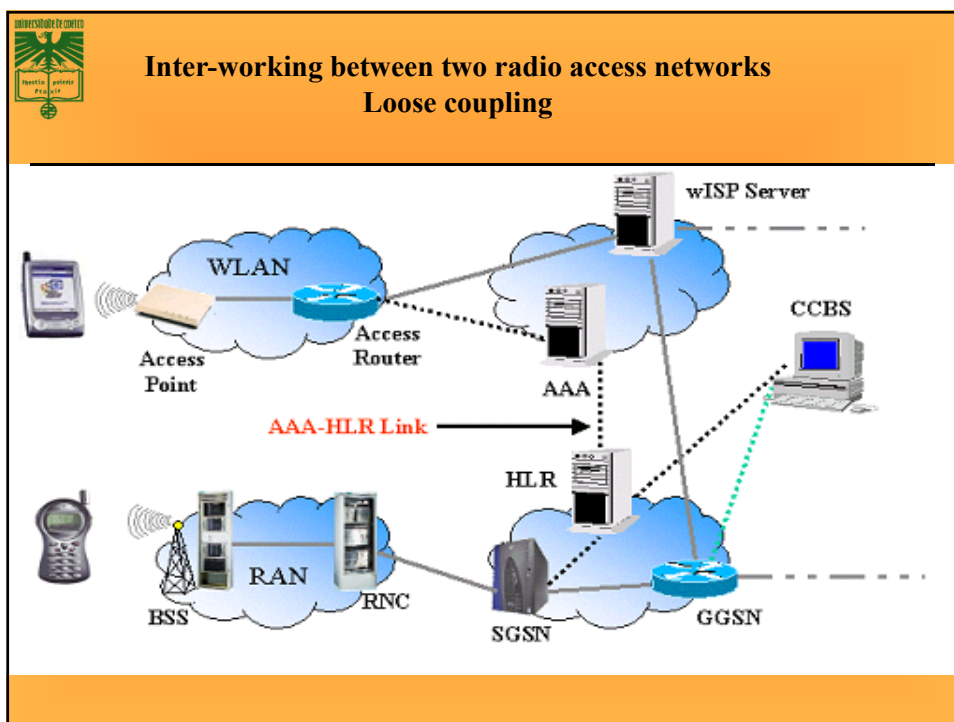 Inter-working between two radio access networks
Loose coupling
wISP Server
WLAN
CCBS
Access
Router
Access
Point
AAA
AAA-HLR Link
HLR
RAN
BSS
RNC
SGSN
GGSN